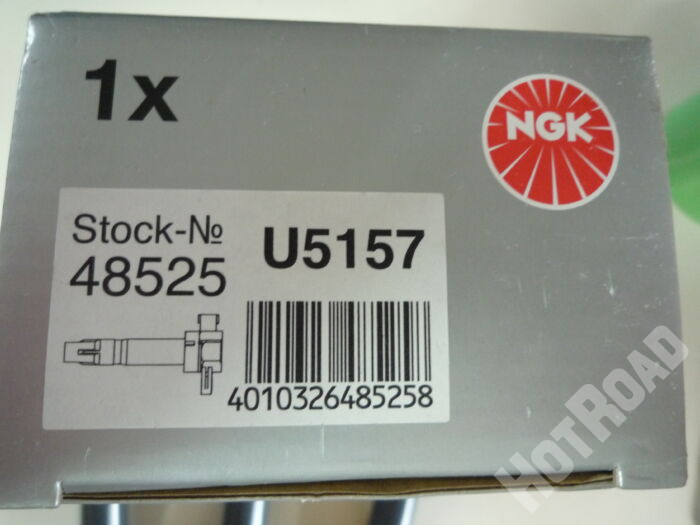 1x
NGK
Stock-№
48525
U5157
4010326485258
HOTROAD